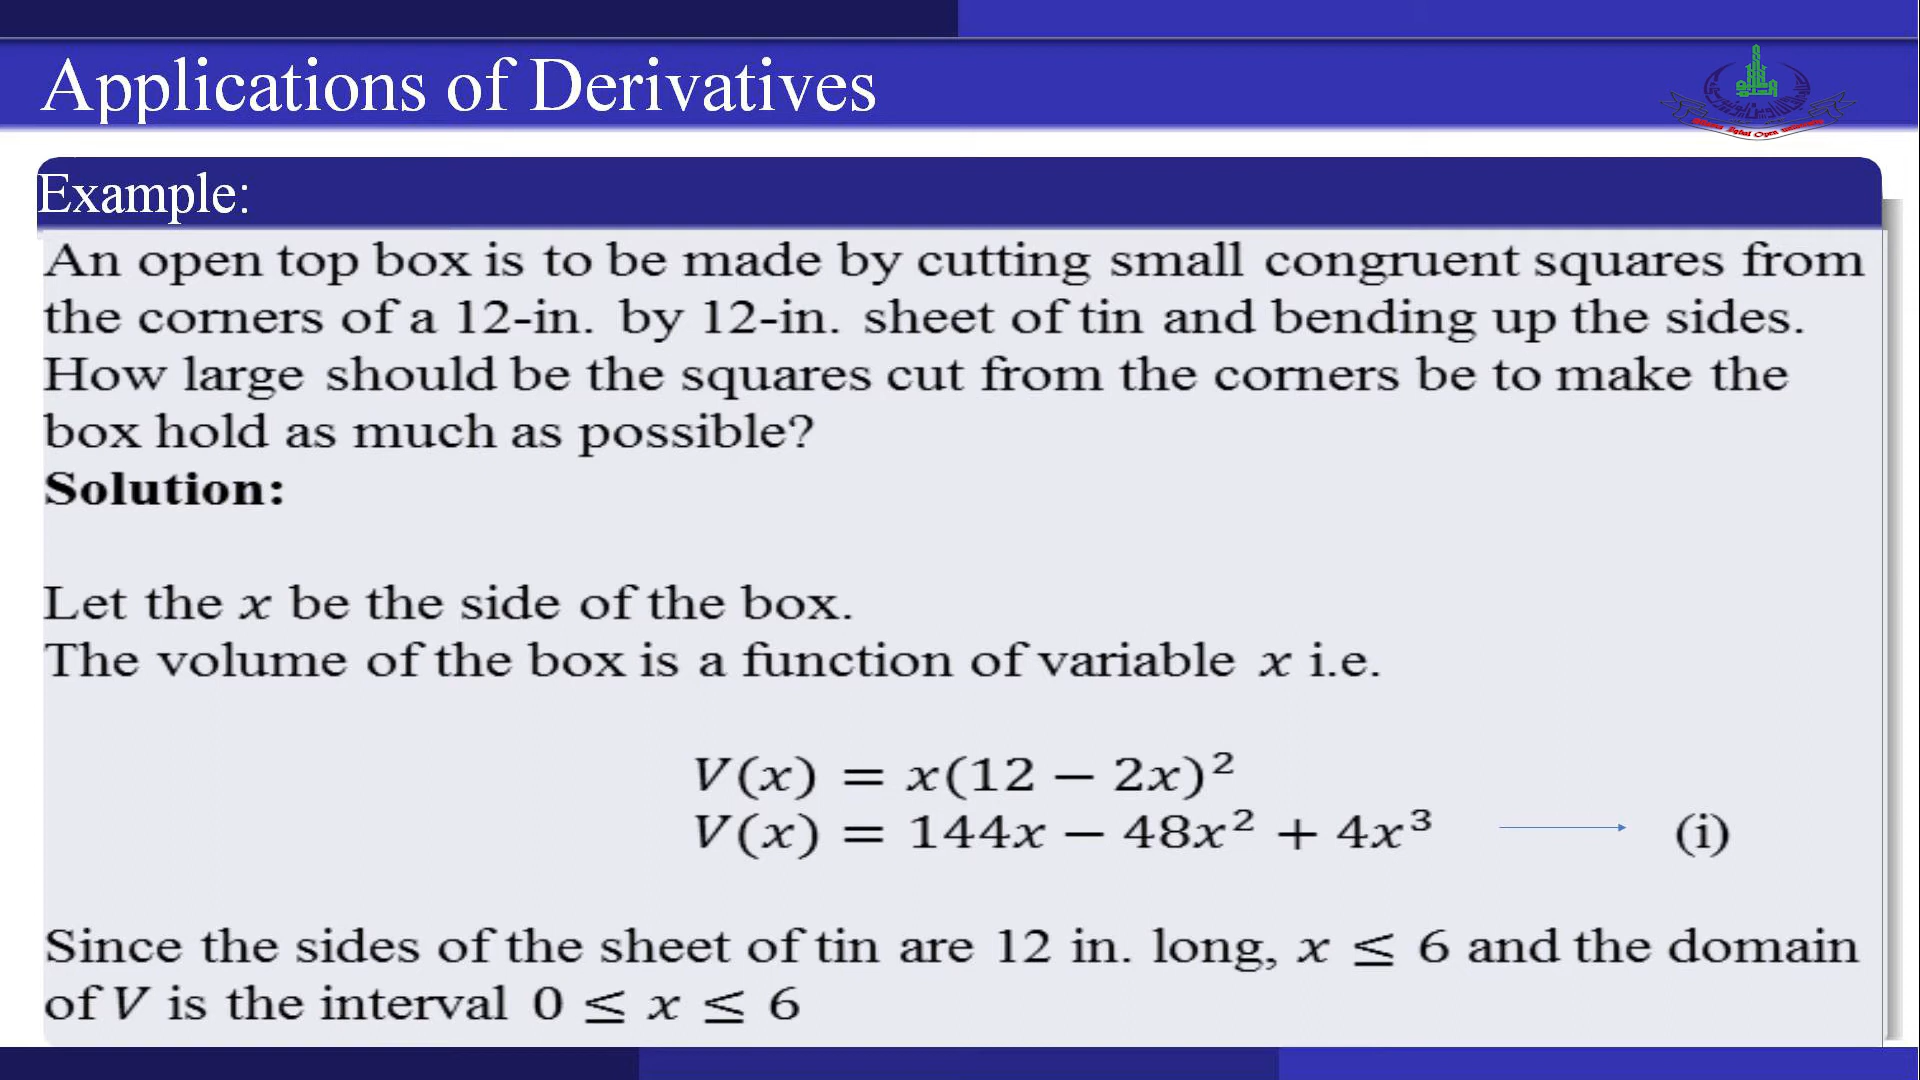 Applications of Derivatives
Example:
An open top box is to be made by cutting small congruent squares from
the corners of a 12-in. by 12-in. sheet of tin and bending up the sides.
How large should be the squares cut from the corners be to make the
box hold as much as possible?
Solution:
Let the x be the side of the box.
The volume of the box is a function of variable x i.e.
V(x) = x(12 − 2x)²
V(x) = 144x − 48x² + 4x³ (i)
Since the sides of the sheet of tin are 12 in. long, x ≤ 6 and the domain
of V is the interval 0 ≤ x ≤ 6